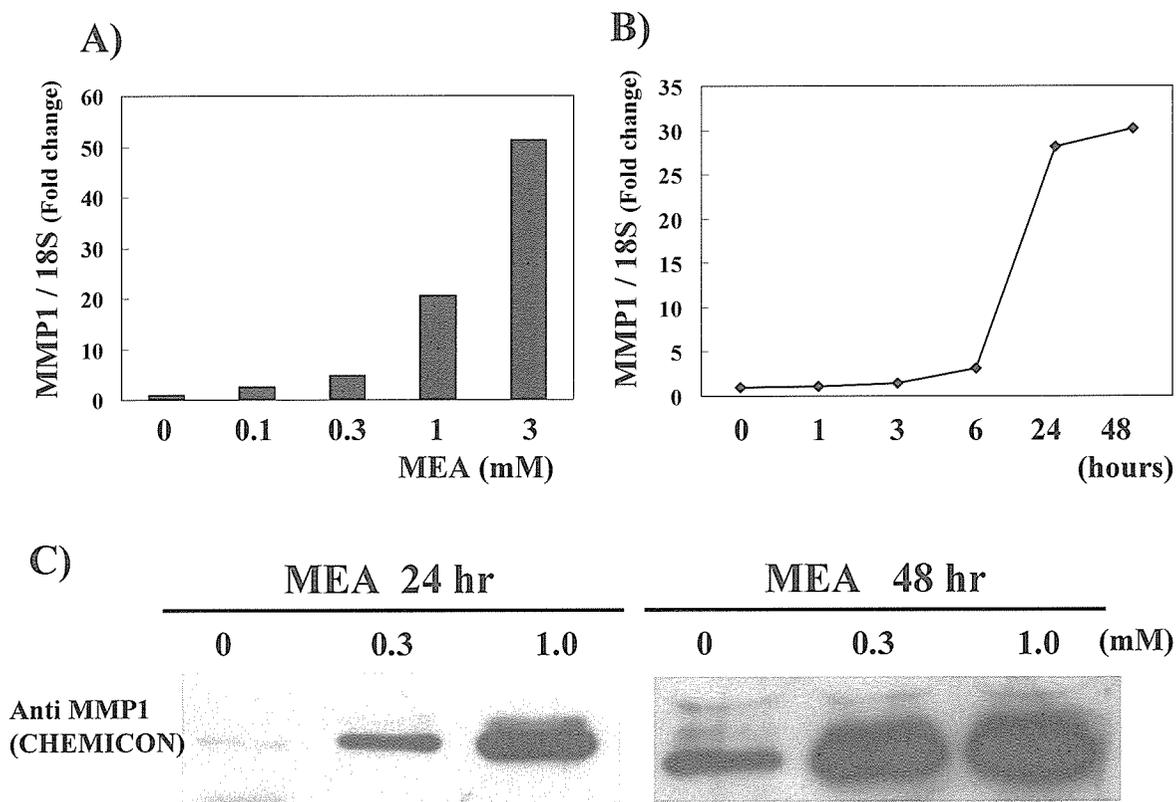 A)
MMP1 / 18S (Fold change)
60
50
40
30
20
10
0
0 0.1 0.3 1 3
MEA (mM)
B)
MMP1 / 18S (Fold change)
35
30
25
20
15
10
5
0
0 1 3 6 24 48
(hours)
C)
MEA 24 hr MEA 48 hr
0 0.3 1.0 0 0.3 1.0 (mM)
Anti MMP1
(CHEMICON)